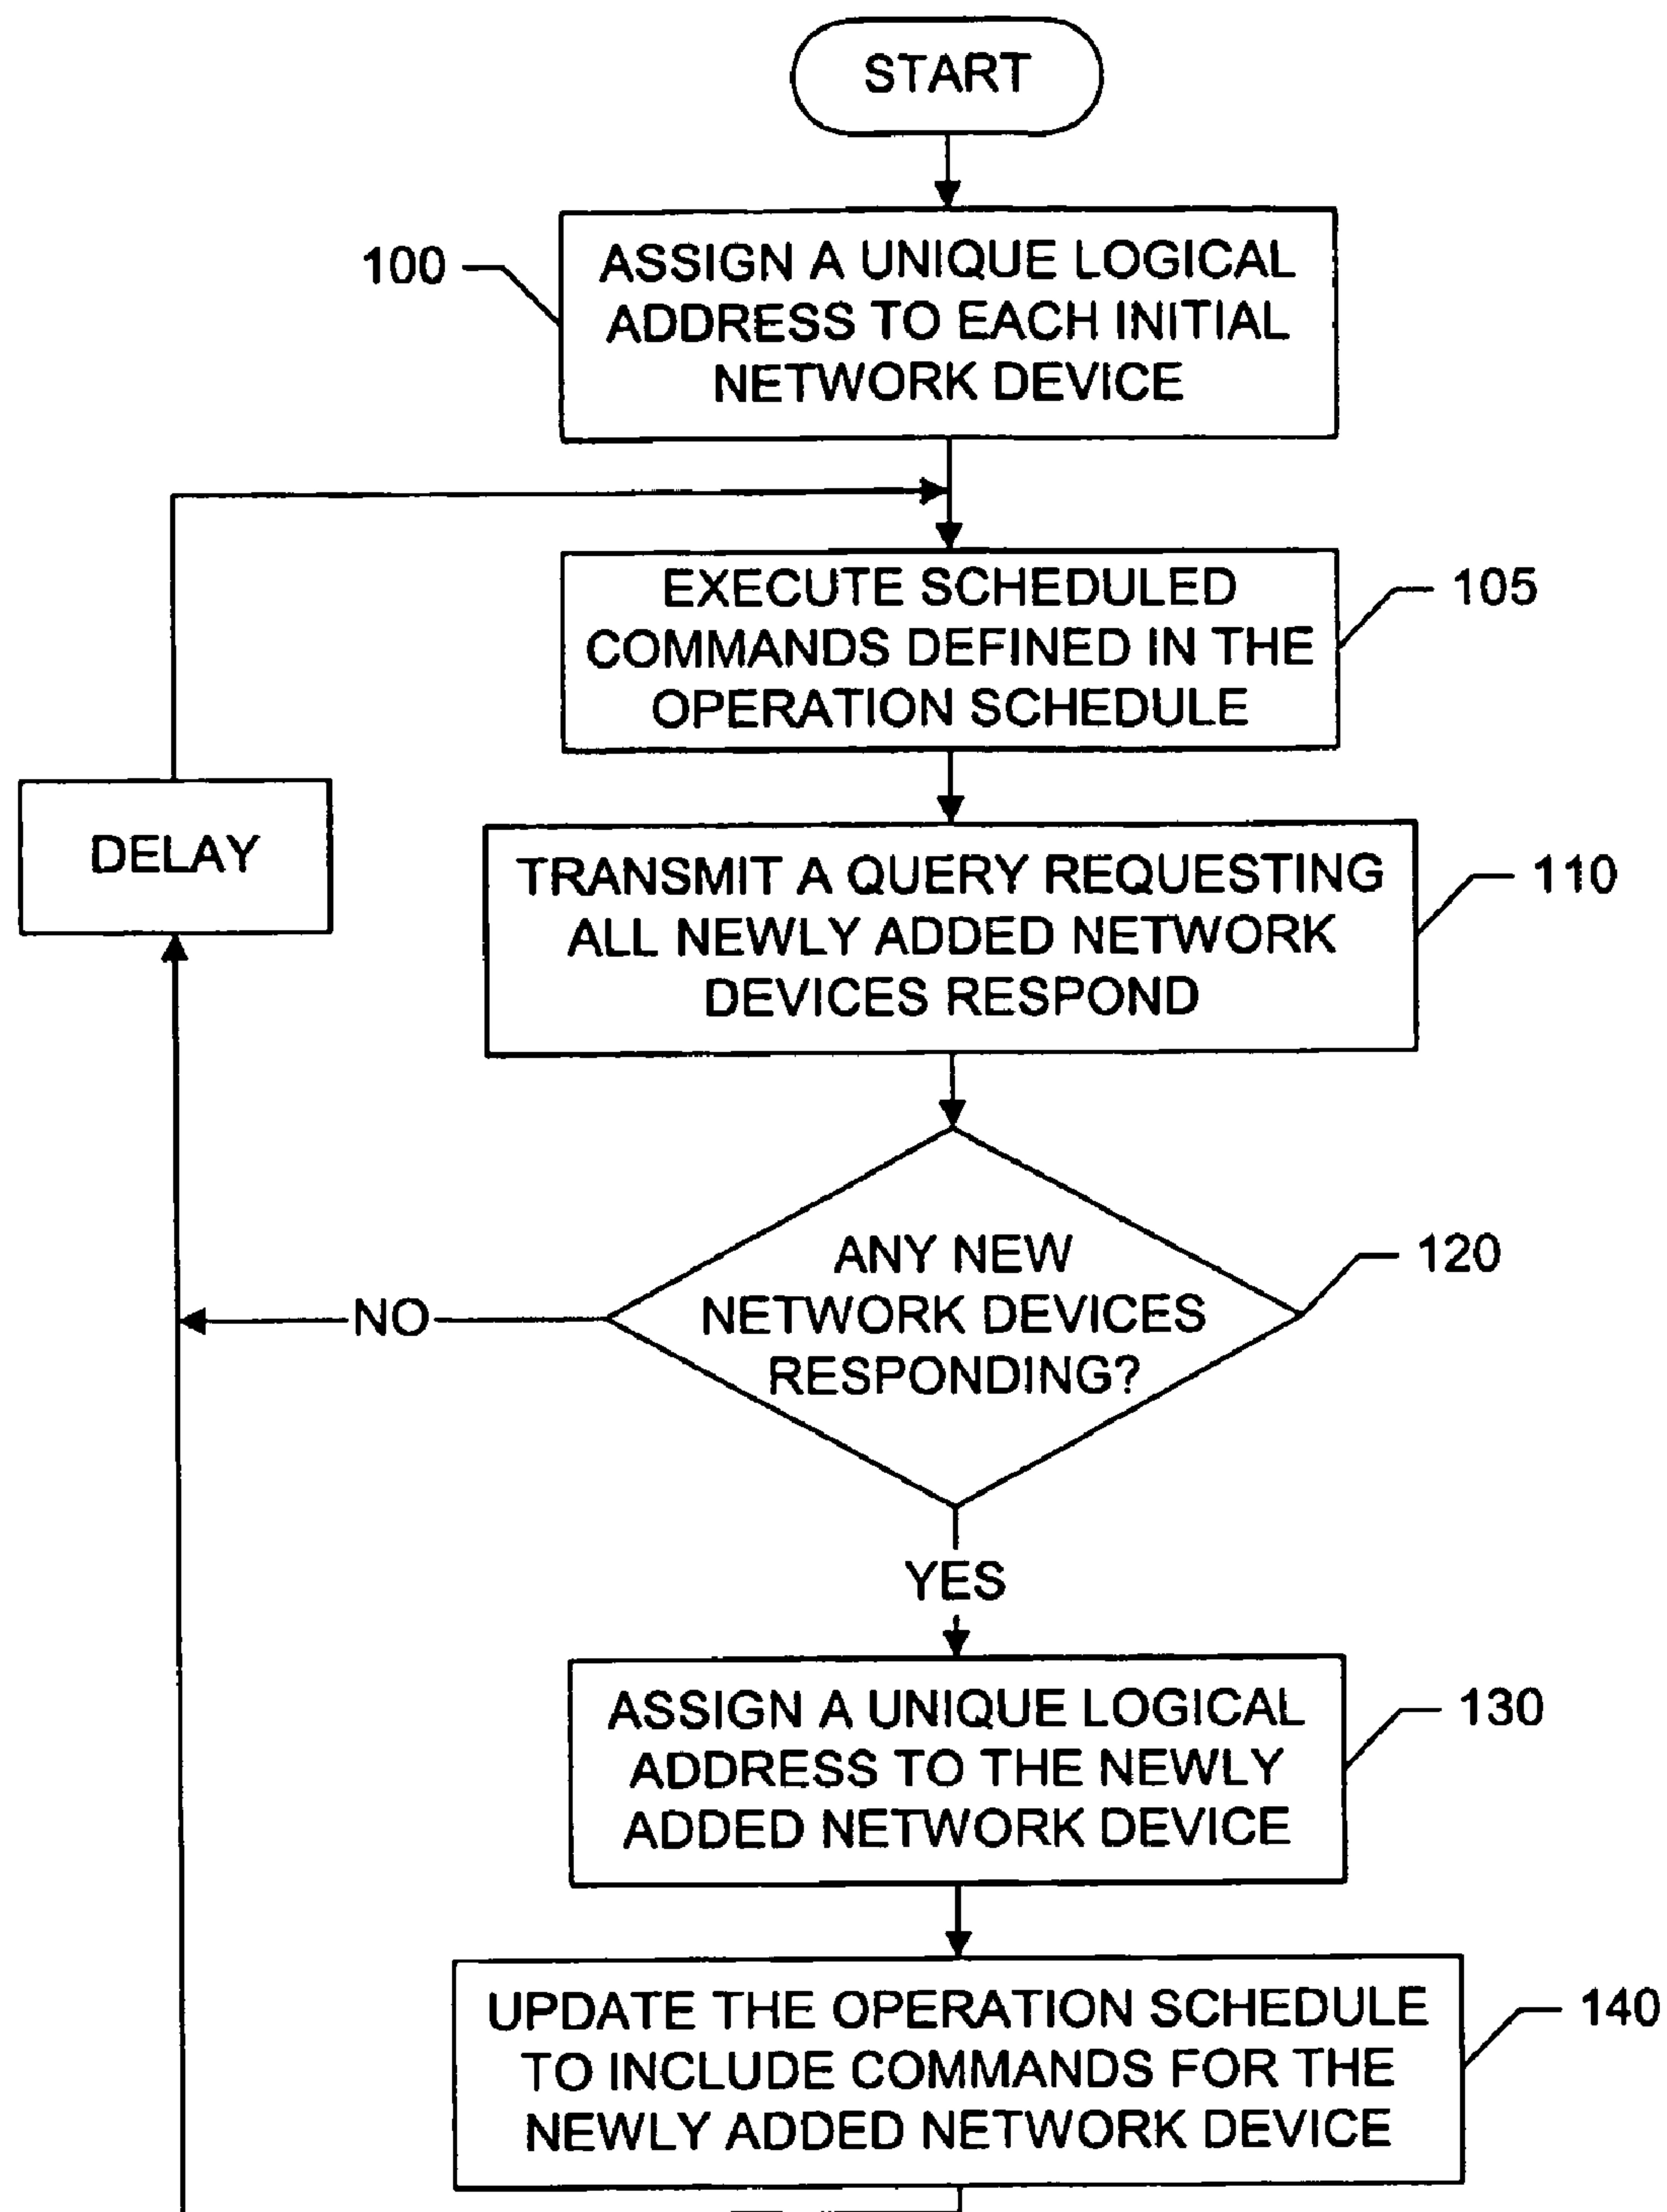 START
100
ASSIGN A UNIQUE LOGICAL
ADDRESS TO EACH INITIAL
NETWORK DEVICE
EXECUTE SCHEDULED
COMMANDS DEFINED IN THE
OPERATION SCHEDULE
105
DELAY
TRANSMIT A QUERY REQUESTING
ALL NEWLY ADDED NETWORK
DEVICES RESPOND
110
ANY NEW
NETWORK DEVICES
RESPONDING?
120
NO
YES
ASSIGN A UNIQUE LOGICAL
ADDRESS TO THE NEWLY
ADDED NETWORK DEVICE
130
UPDATE THE OPERATION SCHEDULE
TO INCLUDE COMMANDS FOR THE
NEWLY ADDED NETWORK DEVICE
140